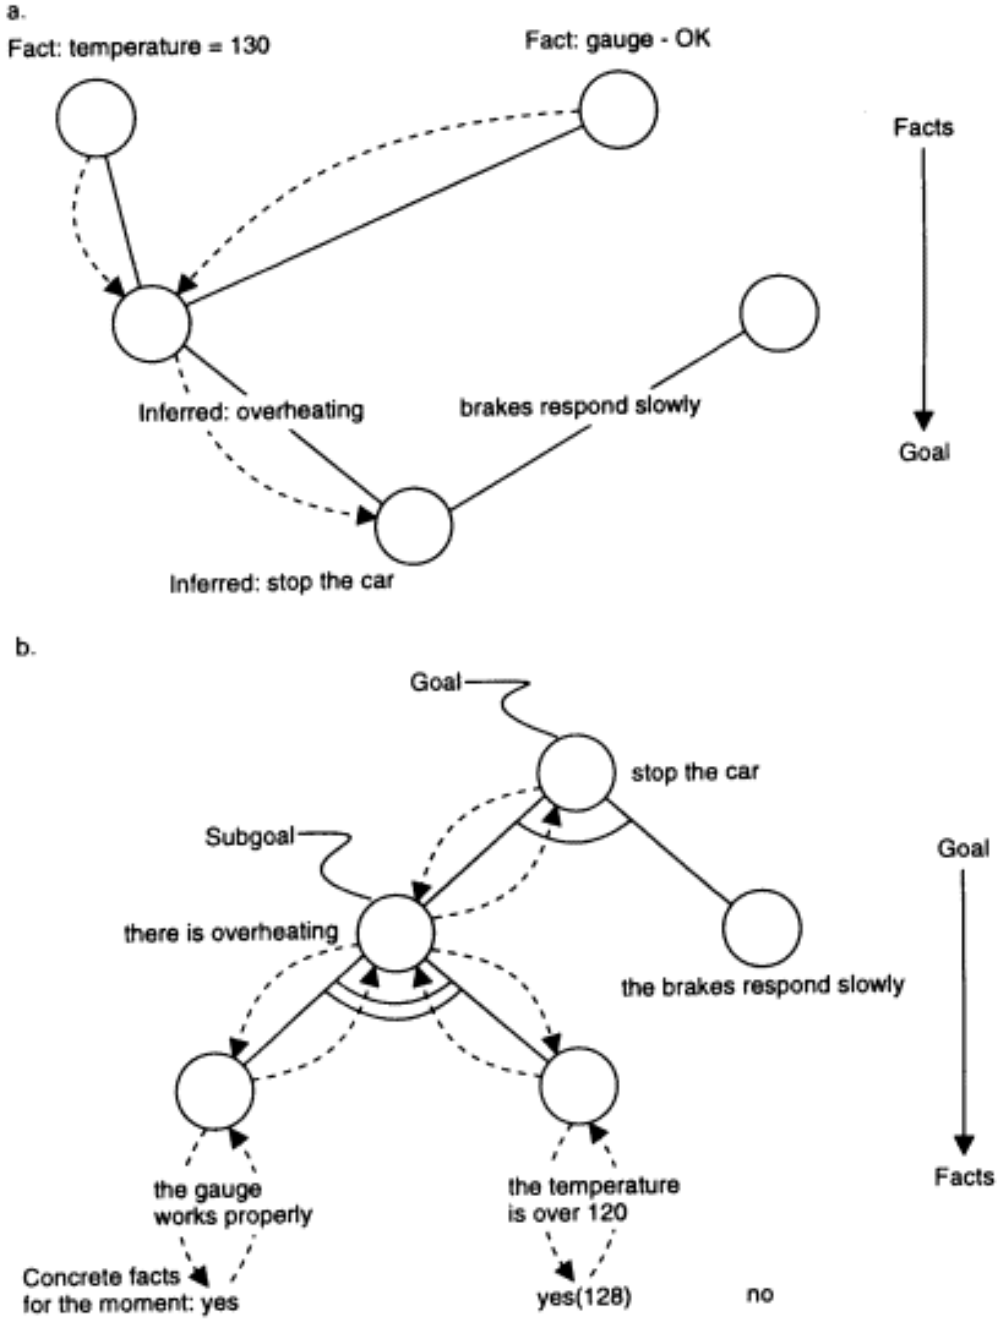 a.
Fact: temperature = 130
Fact: gauge - OK
Facts
Inferred: overheating
brakes respond slowly
Goal
Inferred: stop the car
b.
Goal
stop the car
Subgoal
Goal
there is overheating
the brakes respond slowly
the gauge
works properly
the temperature
is over 120
Facts
Concrete facts
for the moment: yes
yes(128)
no